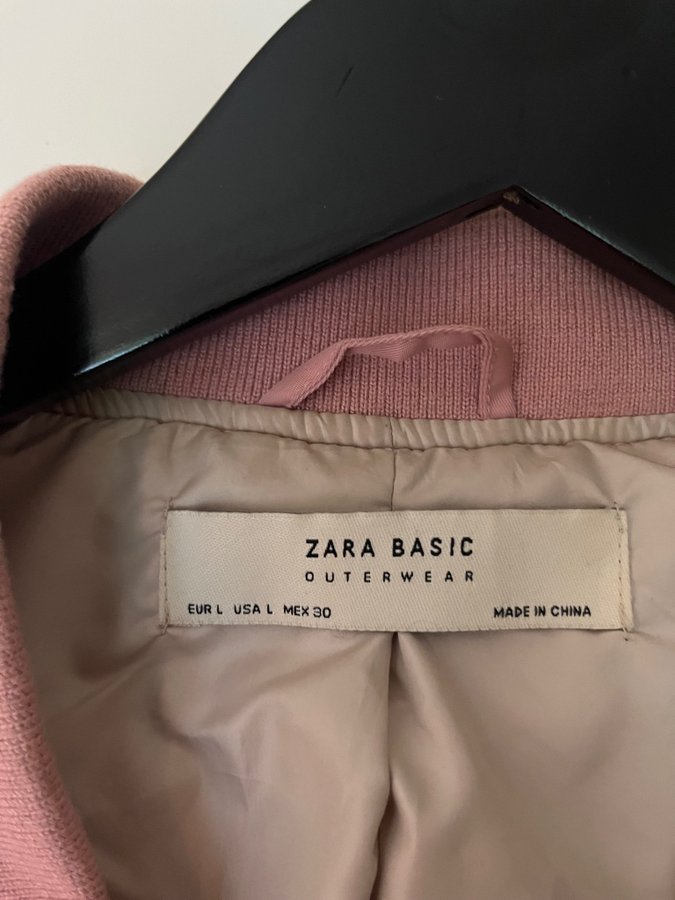 ZARA BASIC
OUTERWEAR
EUR L USA L MEX 30 MADE IN CHINA